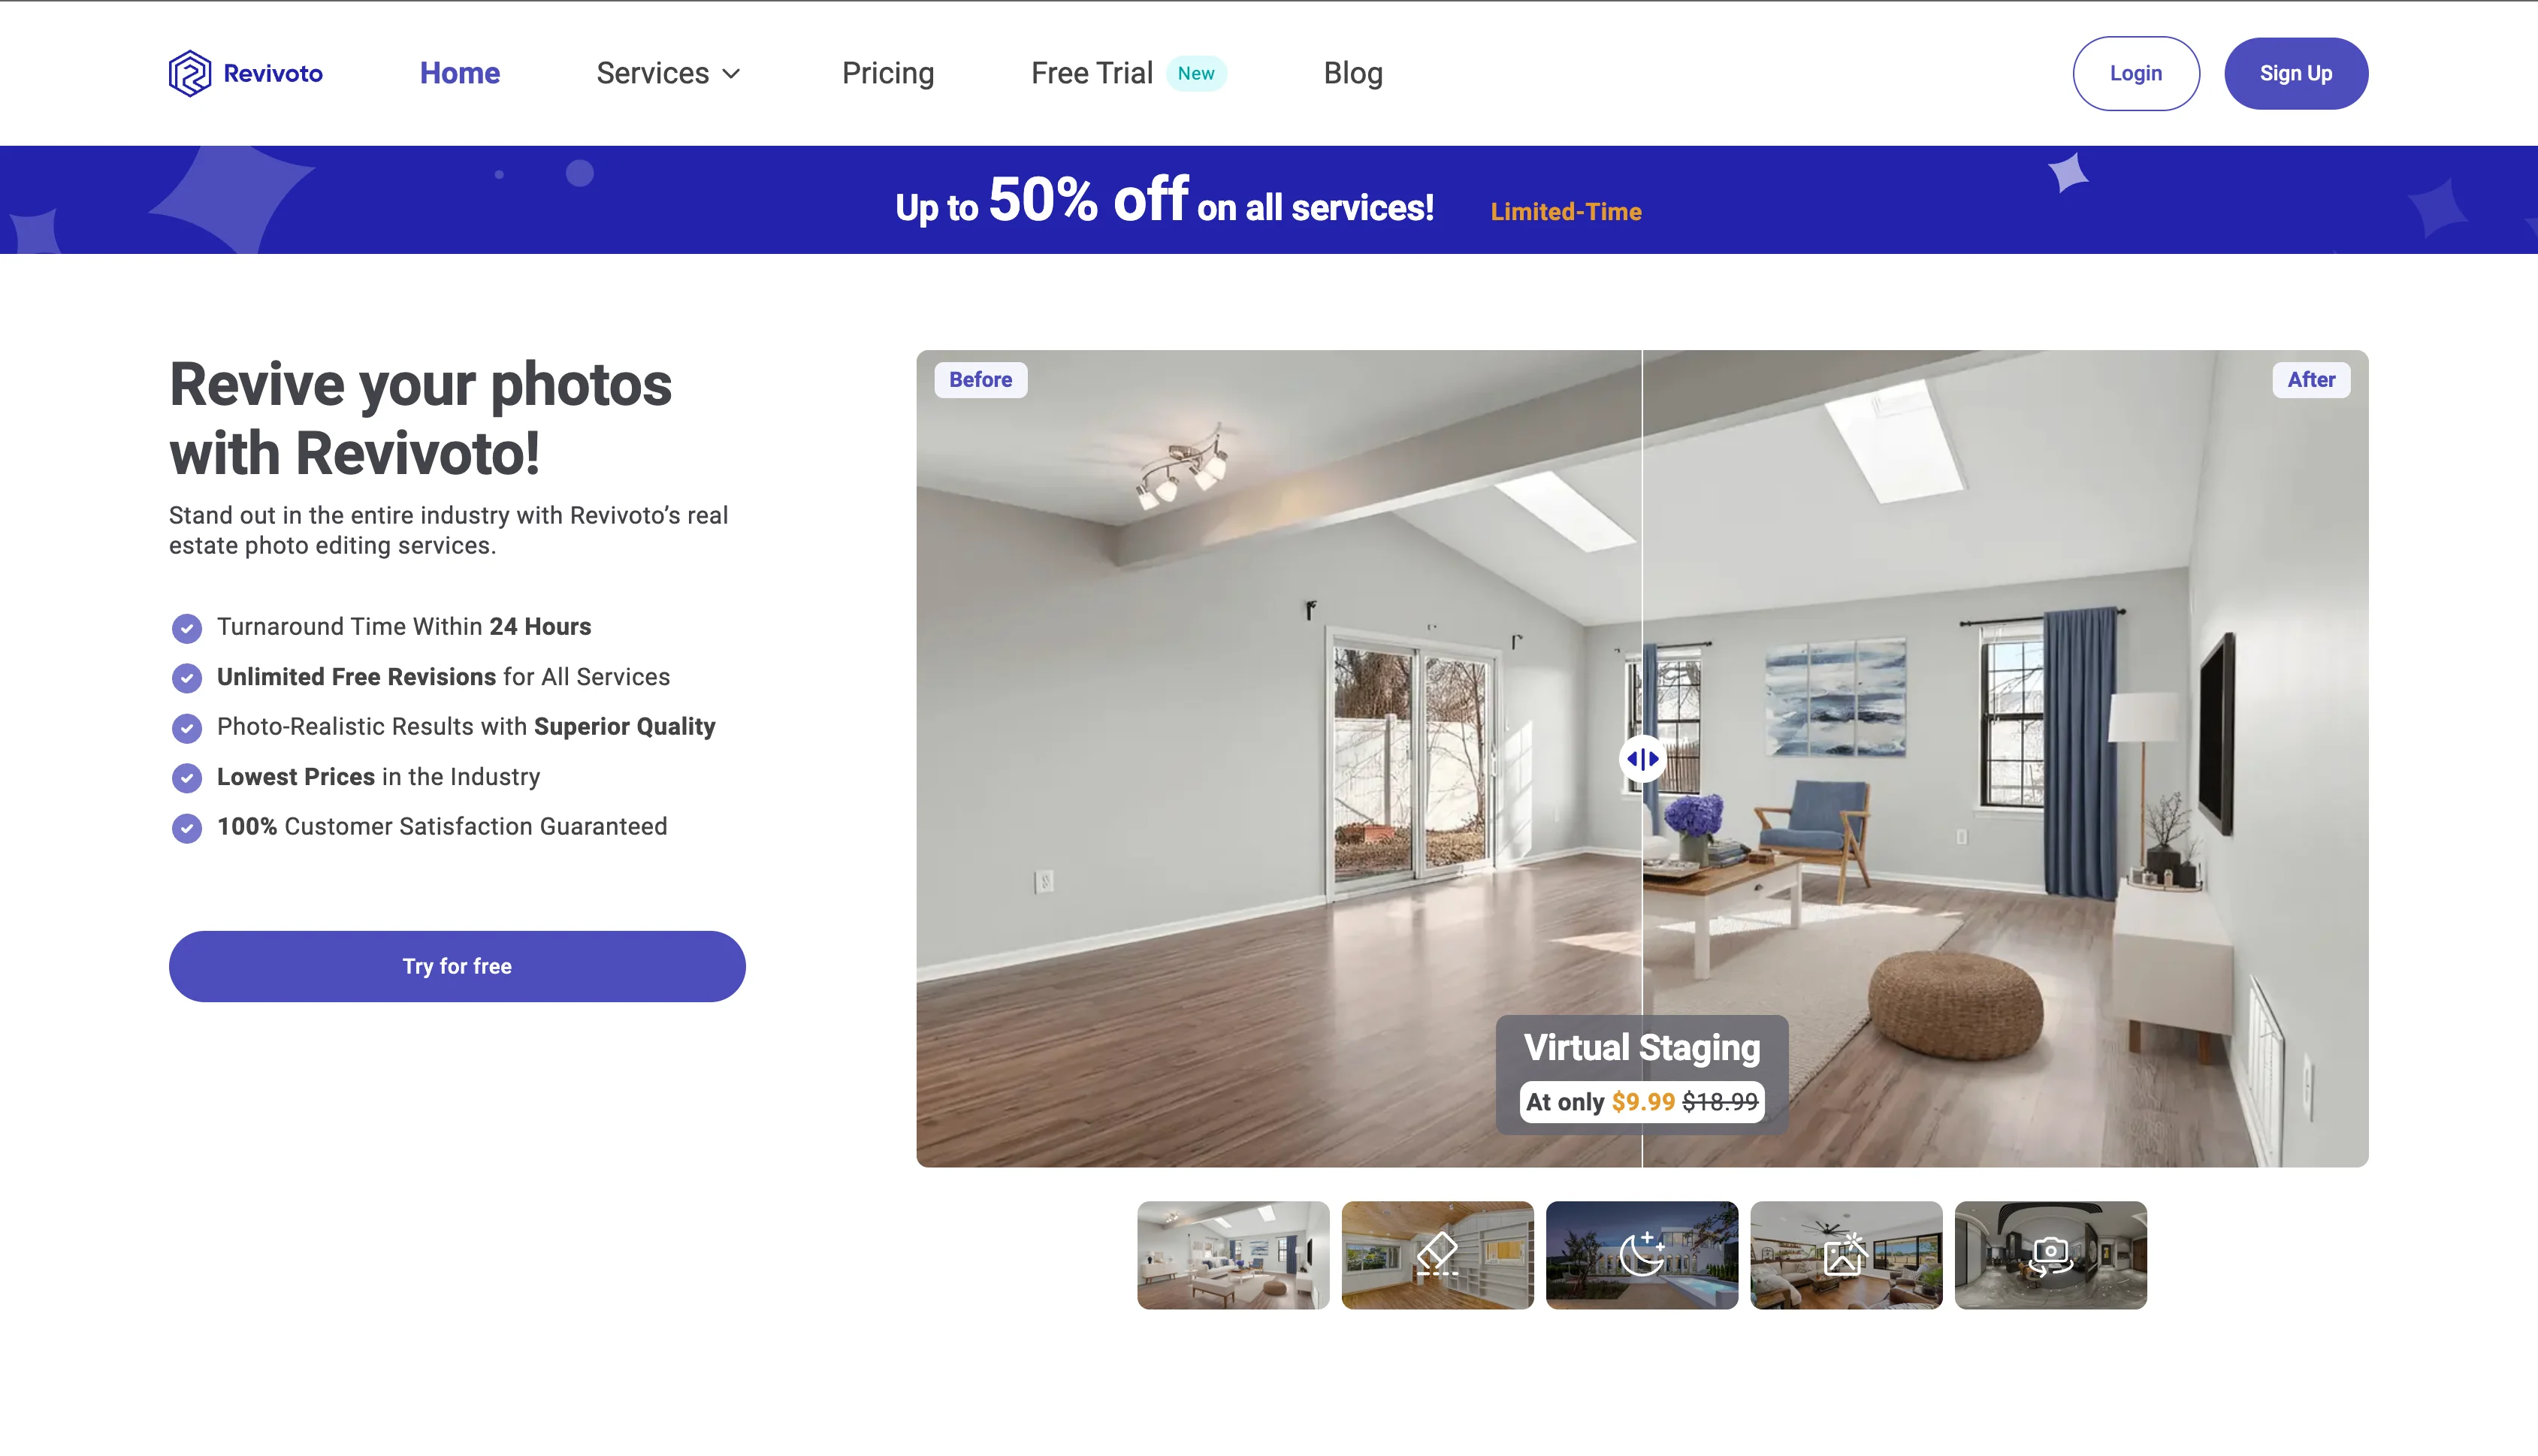 Revivoto
Home
Services
Pricing
Free Trial
New
Blog
Login
Sign Up
Up to 50% off on all services!
Limited-Time
Revive your photos
with Revivoto!
Stand out in the entire industry with Revivoto’s real
estate photo editing services.
Turnaround Time Within 24 Hours
Unlimited Free Revisions for All Services
Photo-Realistic Results with Superior Quality
Lowest Prices in the Industry
100% Customer Satisfaction Guaranteed
Try for free
Before
After
Virtual Staging
At only $9.99 $18.99